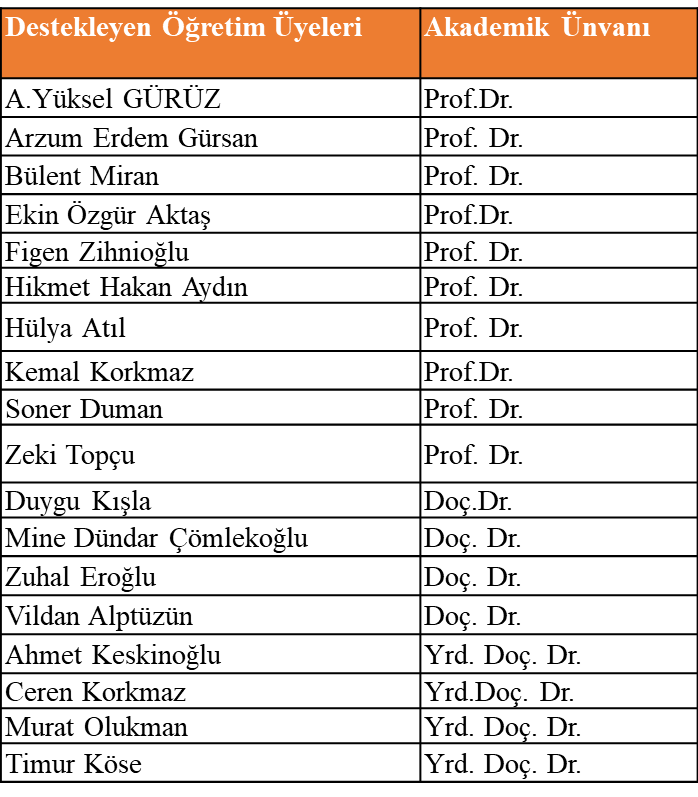 Destekleyen Öğretim Üyeleri Akademik Ünvanı
A.Yüksel GÜRÜZ Prof.Dr.
Arzum Erdem Gürsan Prof. Dr.
Bülent Miran Prof. Dr.
Ekin Özgür Aktaş Prof.Dr.
Figen Zihnioğlu Prof. Dr.
Hikmet Hakan Aydın Prof. Dr.
Hülya Atıl Prof. Dr.
Kemal Korkmaz Prof.Dr.
Soner Duman Prof. Dr.
Zeki Topçu Prof. Dr.
Duygu Kışla Doç.Dr.
Mine Dündar Çömlekoğlu Doç. Dr.
Zuhal Eroğlu Doç. Dr.
Vildan Alptüzün Doç. Dr.
Ahmet Keskinoğlu Yrd. Doç. Dr.
Ceren Korkmaz Yrd.Doç. Dr.
Murat Olukman Yrd. Doç. Dr.
Timur Köse Yrd. Doç. Dr.